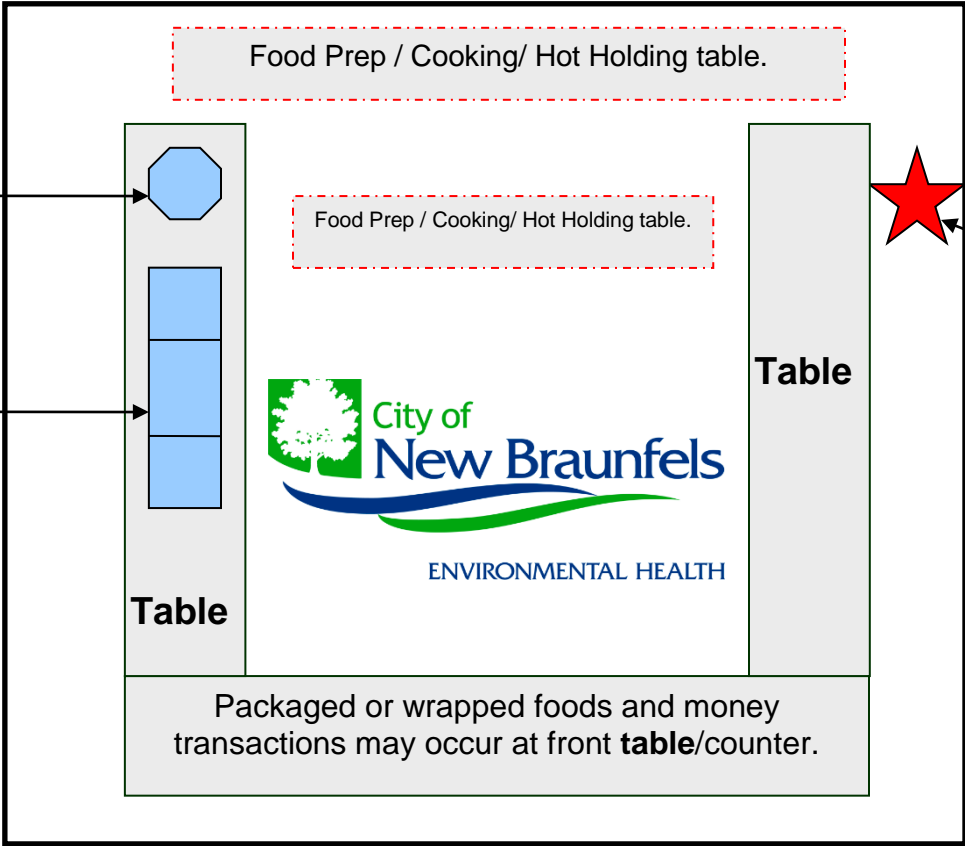 Food Prep / Cooking/ Hot Holding table.
Food Prep / Cooking/ Hot Holding table.
Table
City of
New Braunfels
ENVIRONMENTAL HEALTH
Table
Packaged or wrapped foods and money
transactions may occur at front table/counter.